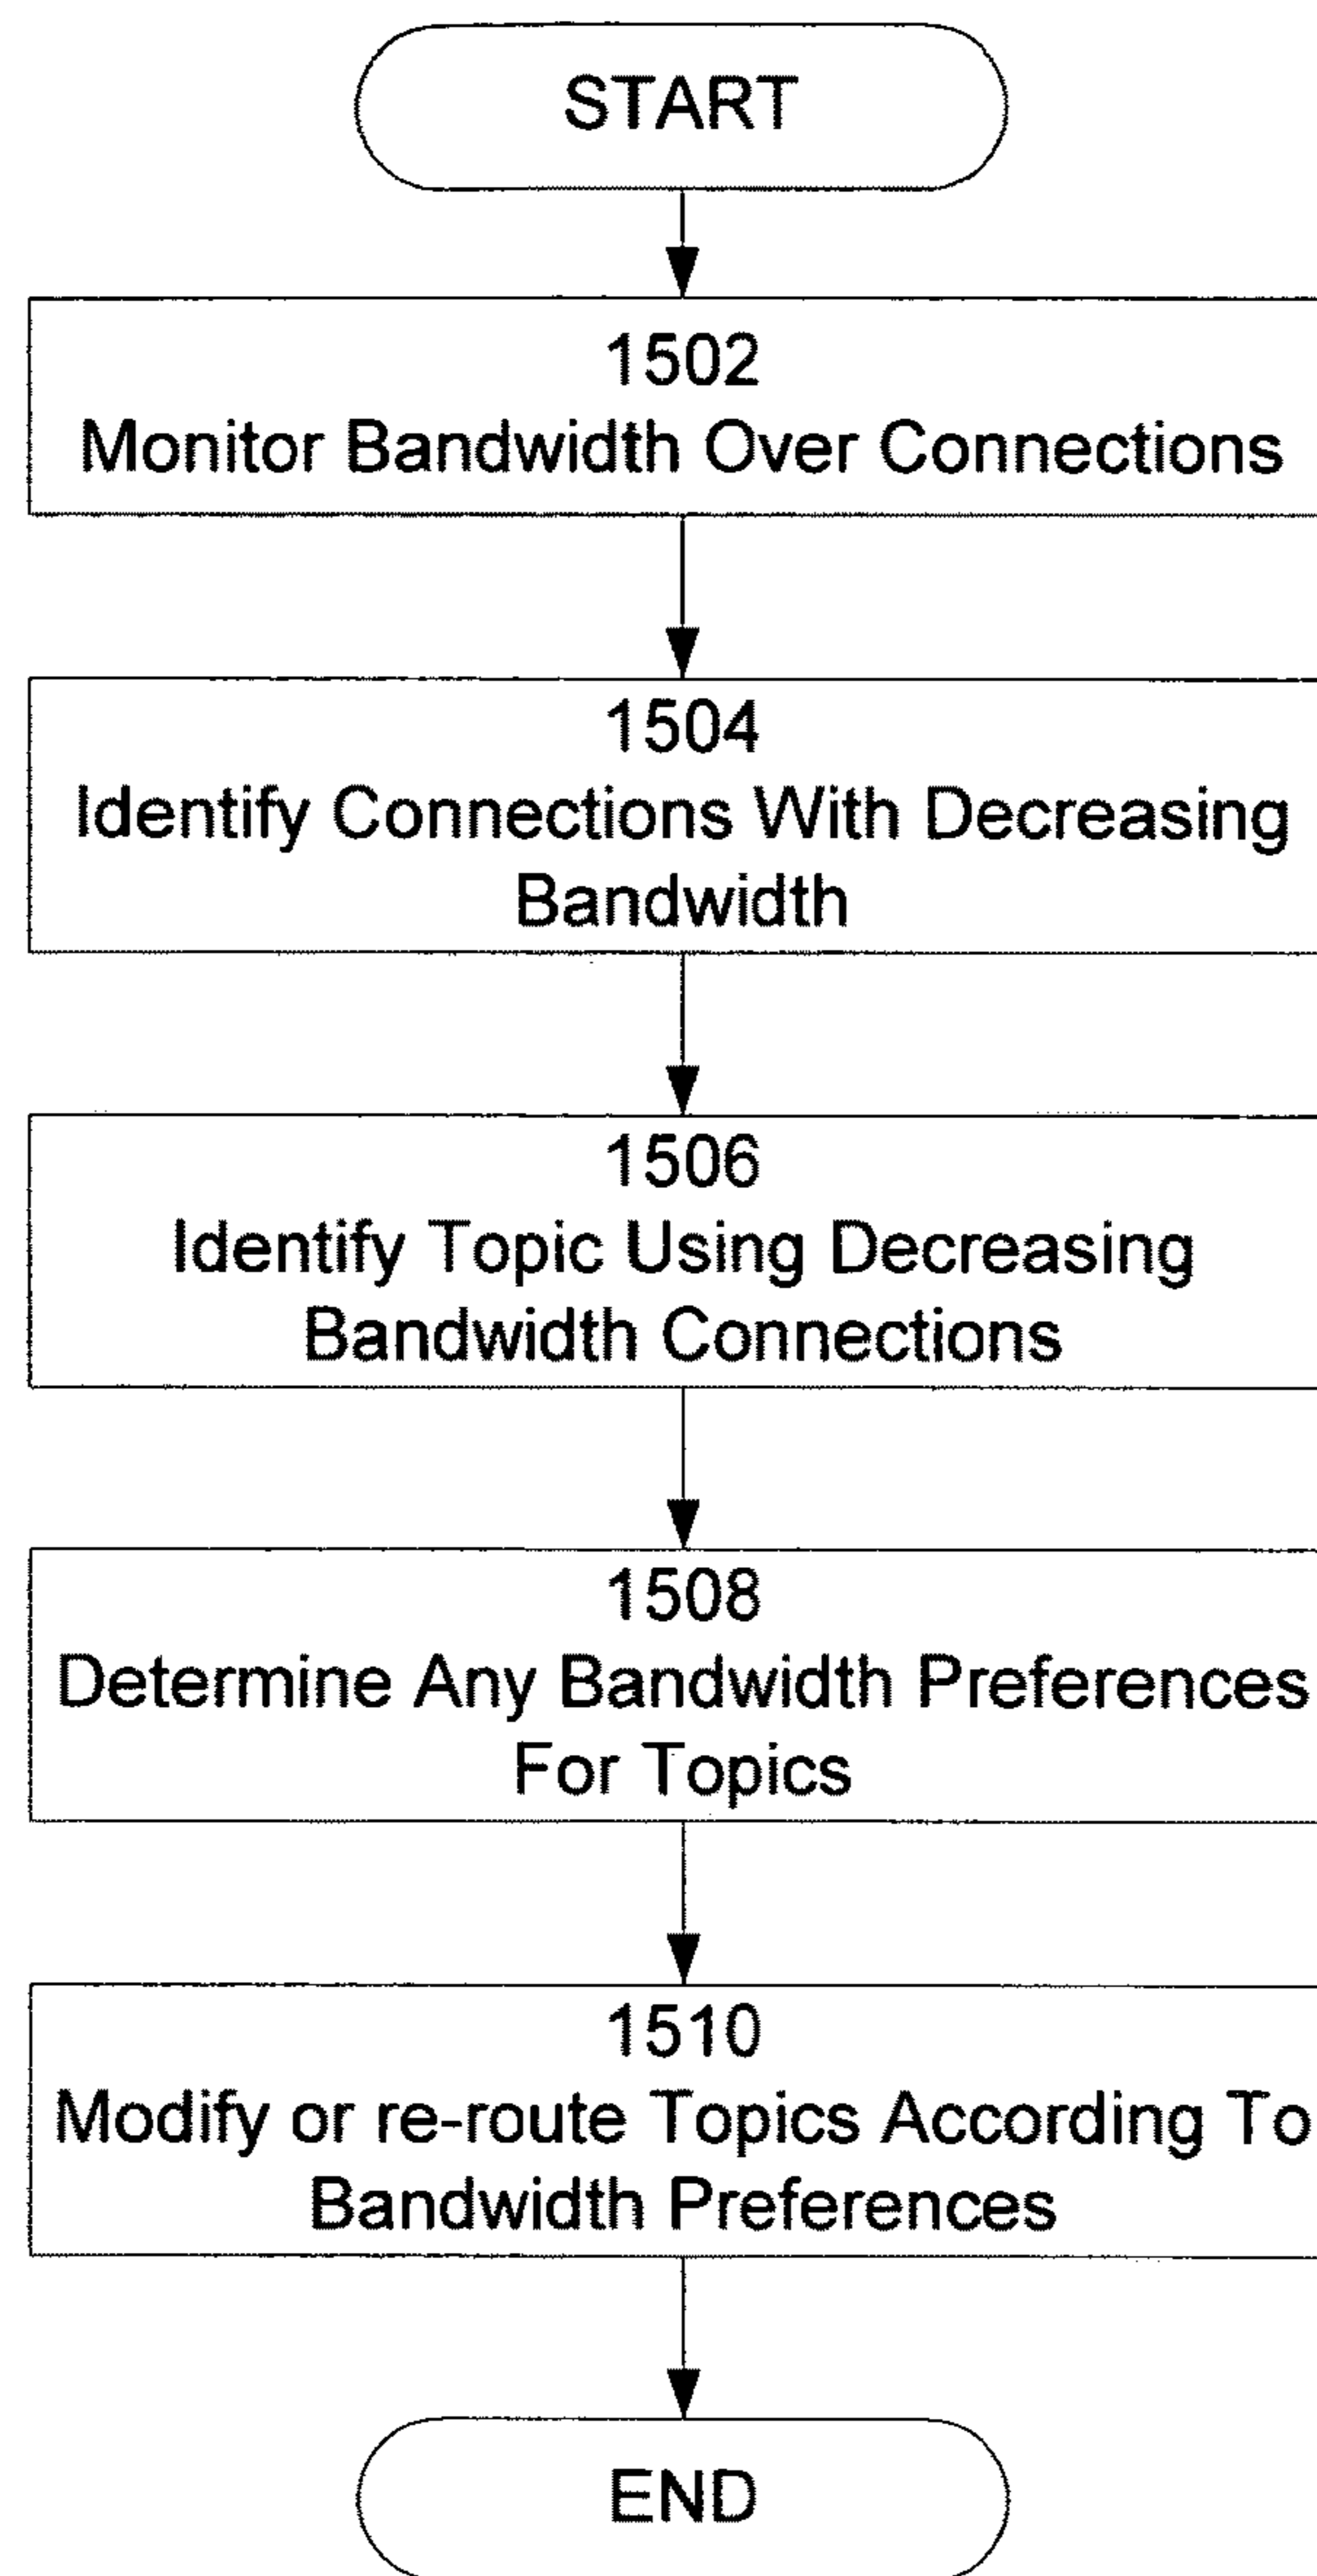 START
1502
Monitor Bandwidth Over Connections
1504
Identify Connections With Decreasing
Bandwidth
1506
Identify Topic Using Decreasing
Bandwidth Connections
1508
Determine Any Bandwidth Preferences
For Topics
1510
Modify or re-route Topics According To
Bandwidth Preferences
END